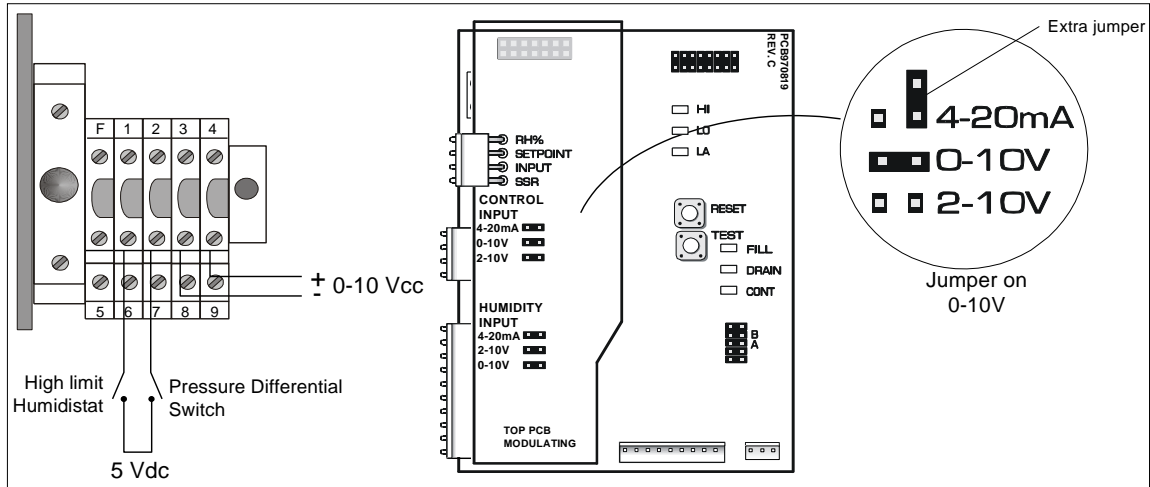 F 1 2 3 4
5 6 7 8 9
+ 0-10 Vcc
-
High limit
Humidistat
Pressure Differential
Switch
5 Vdc
PCB970819
REV.C
HI
LO
LA
RH%
SETPOINT
INPUT
SSR
CONTROL
INPUT
4-20mA
0-10V
2-10V
RESET
TEST
FILL
DRAIN
CONT
HUMIDITY
INPUT
4-20mA
2-10V
0-10V
B
A
TOP PCB
MODULATING
Extra jumper
4-20mA
0-10V
2-10V
Jumper on
0-10V